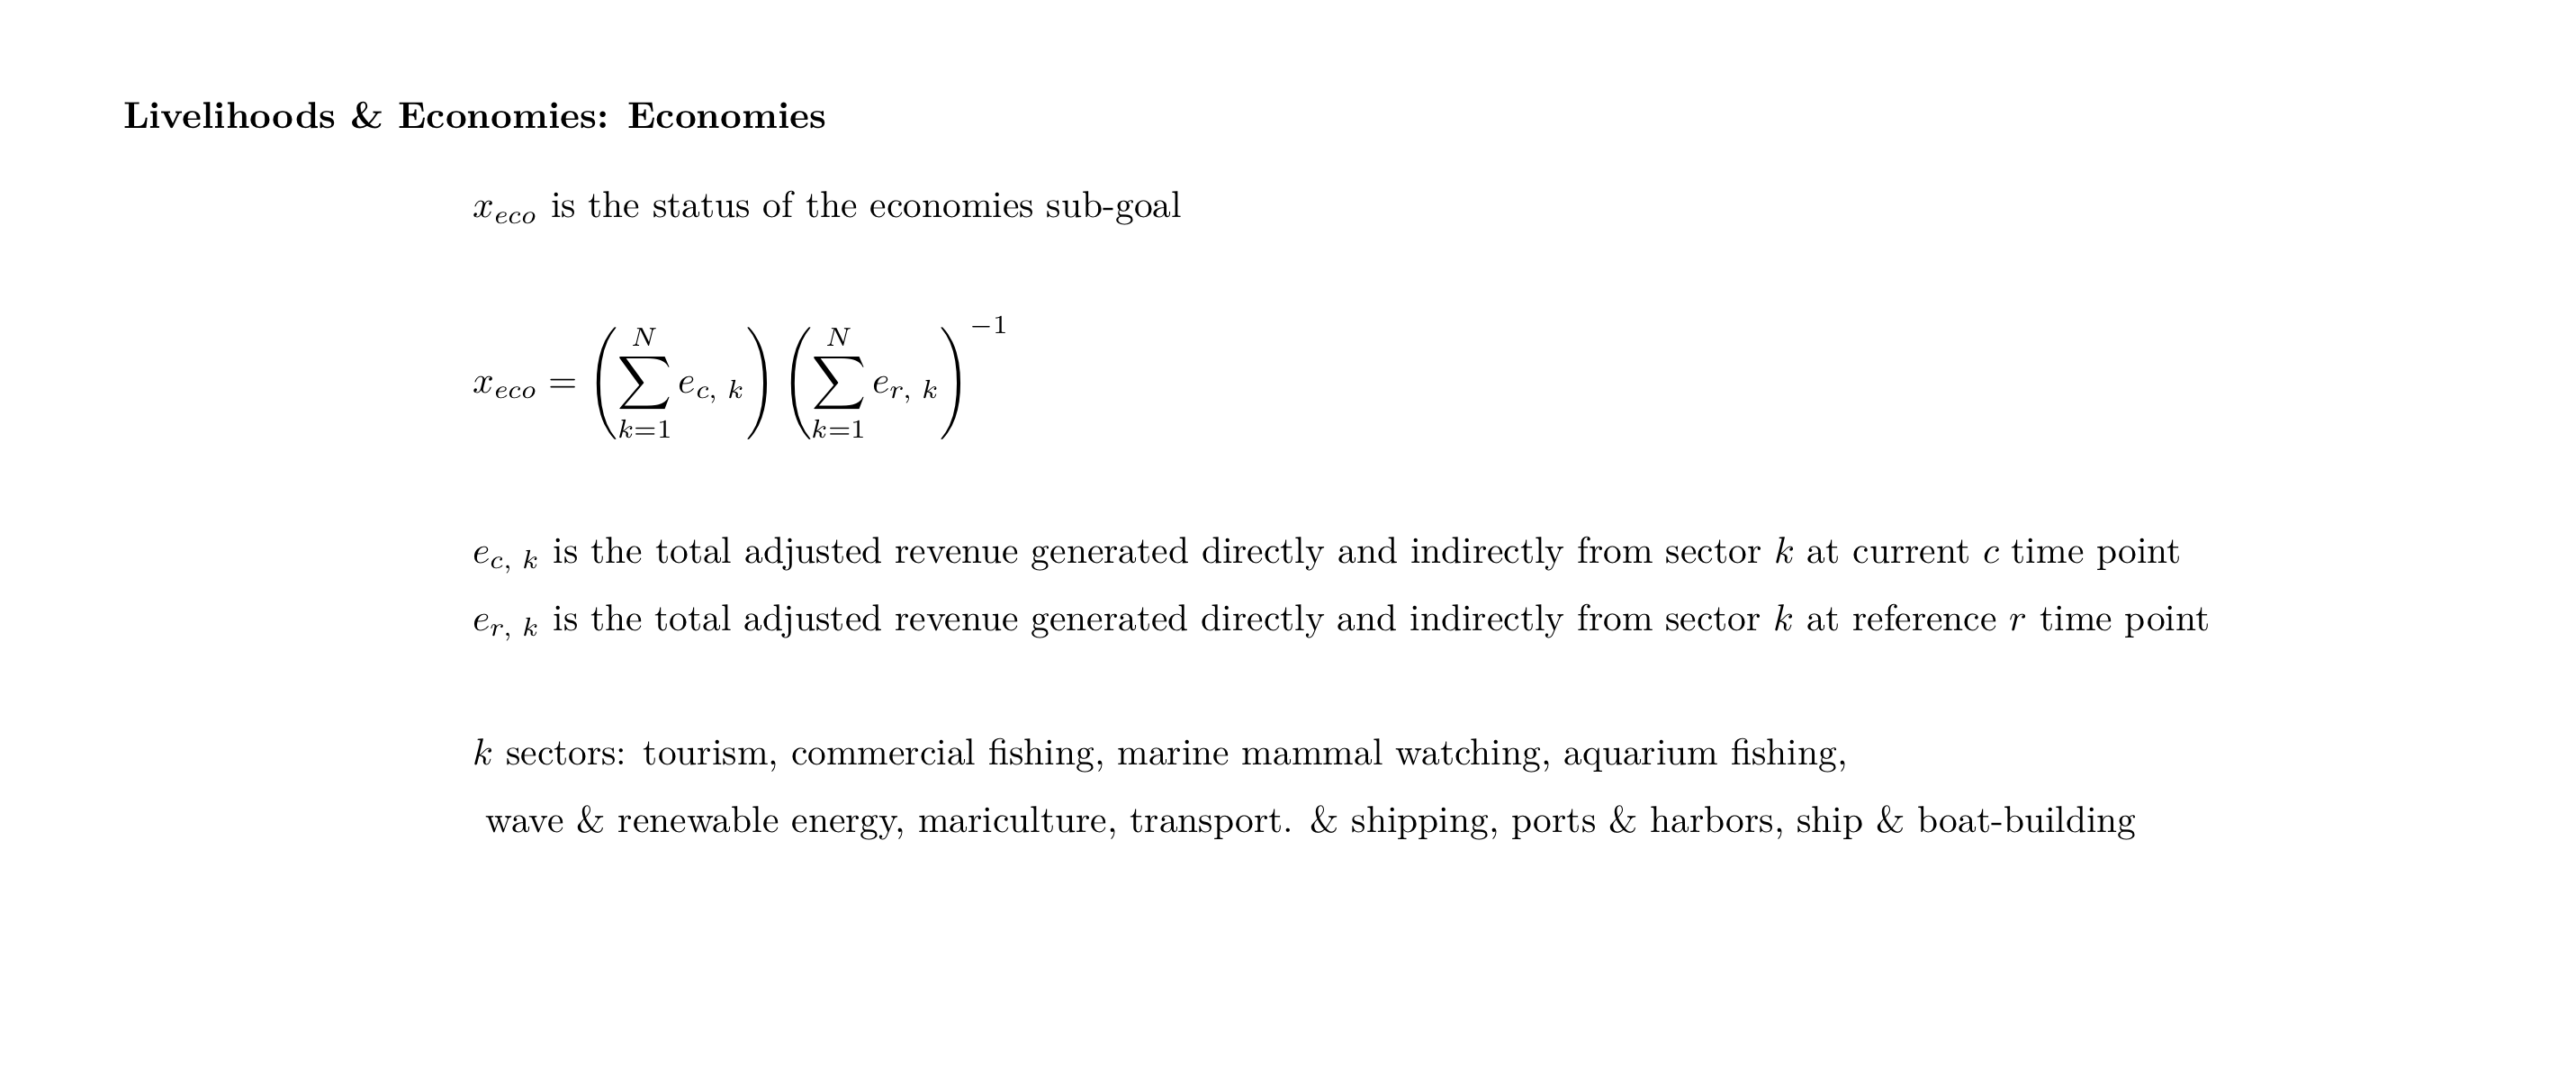 Livelihoods & Economies: Economies
x_{eco} is the status of the economies sub-goal
x_{eco} = \left( \sum_{k=1}^{N} e_{c, k} \right) \left( \sum_{k=1}^{N} e_{r, k} \right)^{-1}
e_{c, k} is the total adjusted revenue generated directly and indirectly from sector k at current c time point
e_{r, k} is the total adjusted revenue generated directly and indirectly from sector k at reference r time point
k sectors: tourism, commercial fishing, marine mammal watching, aquarium fishing,
wave & renewable energy, mariculture, transport. & shipping, ports & harbors, ship & boat-building